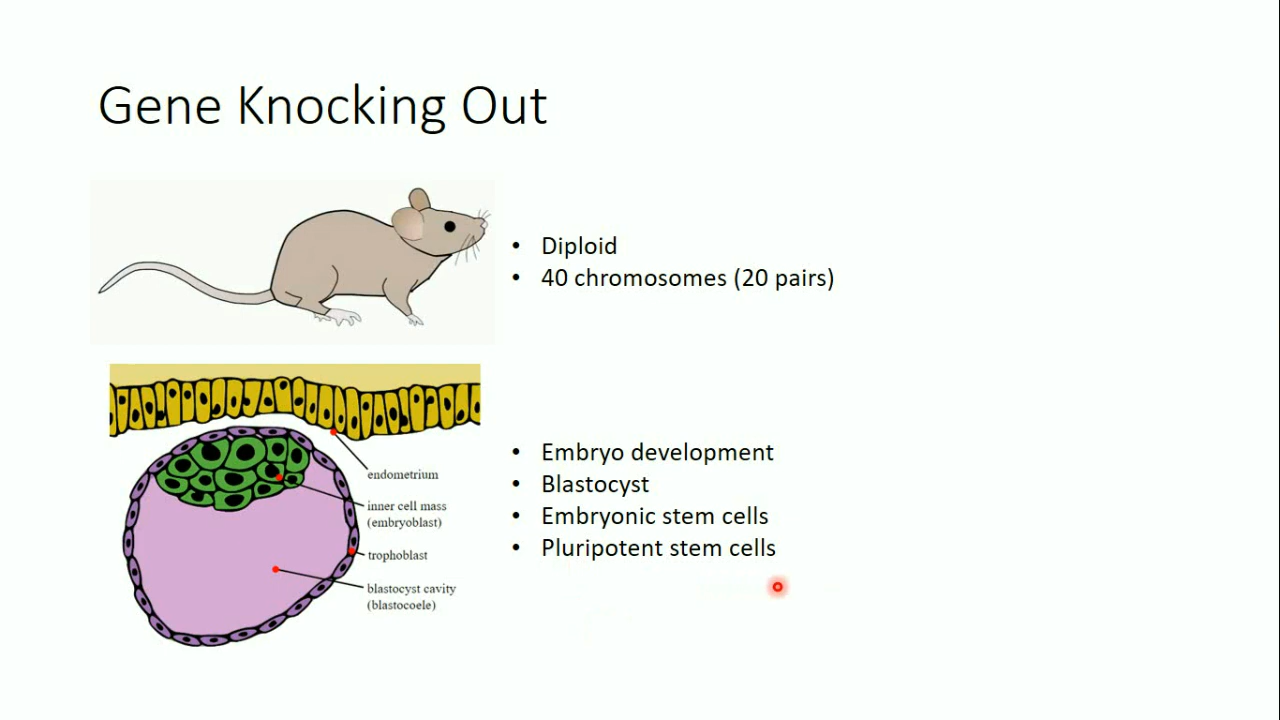 Gene Knocking Out
• Diploid
• 40 chromosomes (20 pairs)
endometrium
inner cell mass
(embryoblast)
trophoblast
blastocyst cavity
(blastocoele)
• Embryo development
• Blastocyst
• Embryonic stem cells
• Pluripotent stem cells